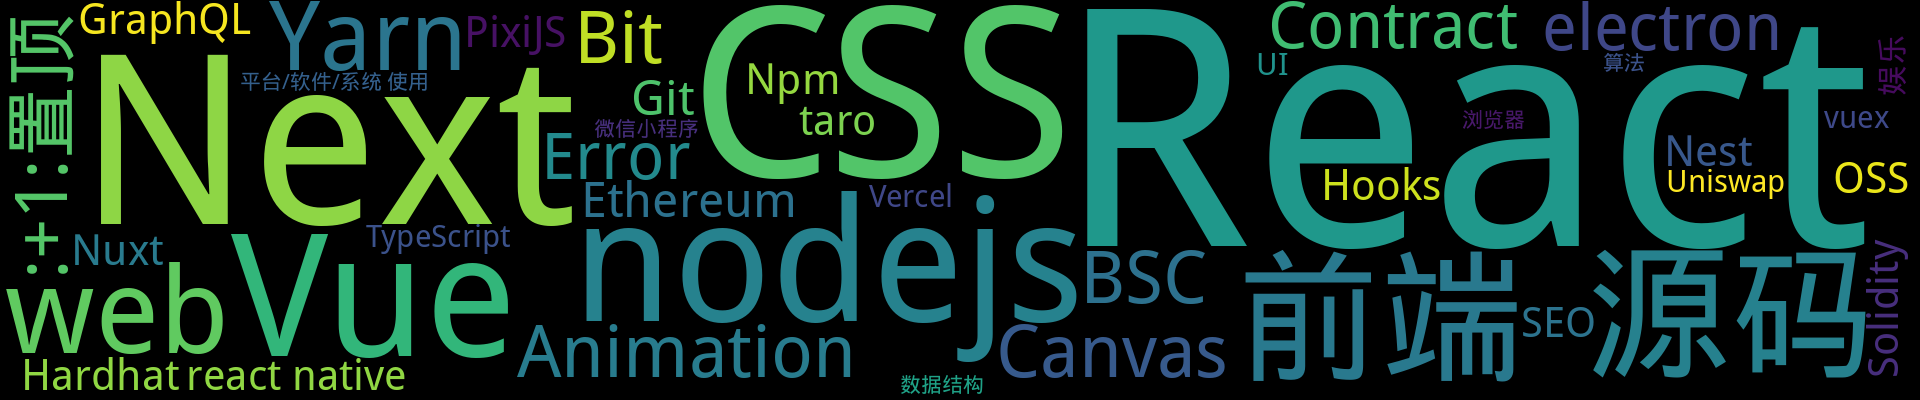 GraphQL
Yarn
PixiJS
Bit
CSS
React
Contract
electron
:+1:置顶
Next
平台/软件/系统 使用
Git
Npm
taro
UI
算法
娱乐
微信小程序
Error
浏览器
vuex
Nest
Hooks
Uniswap
OSS
Ethereum
Vercel
TypeScript
Nuxt
web
Vue
nodejs
BSC
前端
源码
Solidity
SEO
Animation
Canvas
Hardhat
react native
数据结构